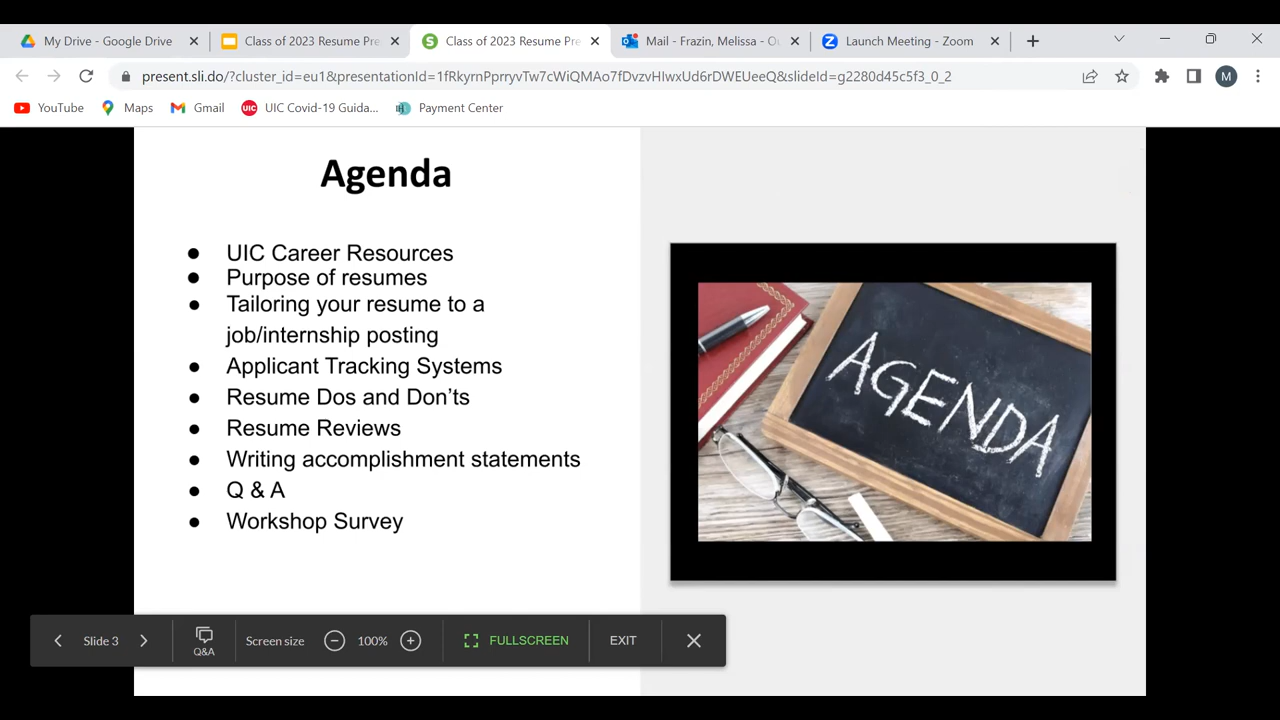 My Drive - Google Drive
Class of 2023 Resume Pre
Class of 2023 Resume Pre
Mail - Frazin, Melissa - Ou
Launch Meeting - Zoom
present.sli.do/?cluster_id=eu1&presentationId=1fRkyrnPprryvTw7cWiQMAo7fDvzvHIwxUd6rDWEUeeQ&slideId=g2280d45c5f3_0_2
M
YouTube
Maps
Gmail
UIC
UIC Covid-19 Guida...
Payment Center
Agenda
● UIC Career Resources
● Purpose of resumes
● Tailoring your resume to a
job/internship posting
● Applicant Tracking Systems
● Resume Dos and Don’ts
● Resume Reviews
● Writing accomplishment statements
● Q & A
● Workshop Survey
AGENDA
Slide 3
Q&A
Screen size
100%
FULLSCREEN
EXIT